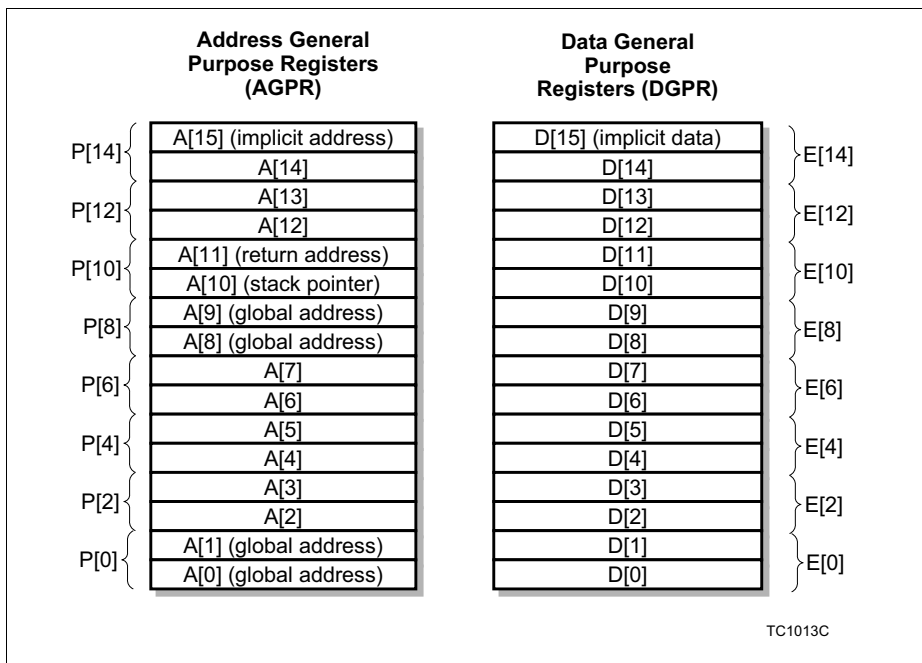 Address General
Purpose Registers
(AGPR)
Data General
Purpose
Registers (DGPR)
P[14]
A[15] (implicit address)
D[15] (implicit data)
E[14]
A[14]
D[14]
P[12]
A[13]
D[13]
E[12]
A[12]
D[12]
P[10]
A[11] (return address)
D[11]
E[10]
A[10] (stack pointer)
D[10]
P[8]
A[9] (global address)
D[9]
E[8]
A[8] (global address)
D[8]
P[6]
A[7]
D[7]
E[6]
A[6]
D[6]
P[4]
A[5]
D[5]
E[4]
A[4]
D[4]
P[2]
A[3]
D[3]
E[2]
A[2]
D[2]
P[0]
A[1] (global address)
D[1]
E[0]
A[0] (global address)
D[0]
TC1013C